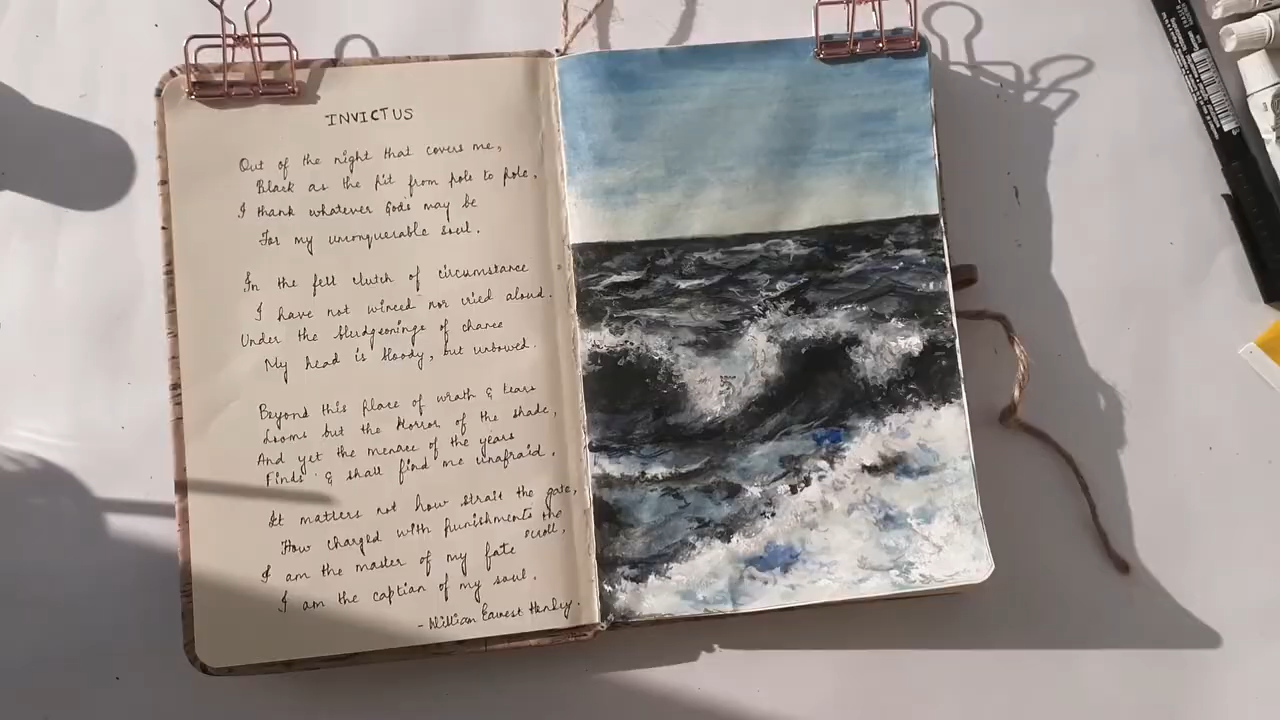 INVICTUS
Out of the night that covers me,
Black as the pit from pole to pole,
I thank whatever Gods may be
For my unconquerable soul.
In the fell clutch of circumstance
I have not winced nor cried aloud.
Under the bludgeonings of chance
My head is bloody, but unbowed.
Beyond this place of wrath & tears
Looms but the Horror of the shade,
And yet the menace of the years
Finds & shall find me unafraid.
It matters not how strait the gate,
How charged with punishments the
scroll,
I am the master of my fate
I am the captian of my soul.
- William Earnest Henley.